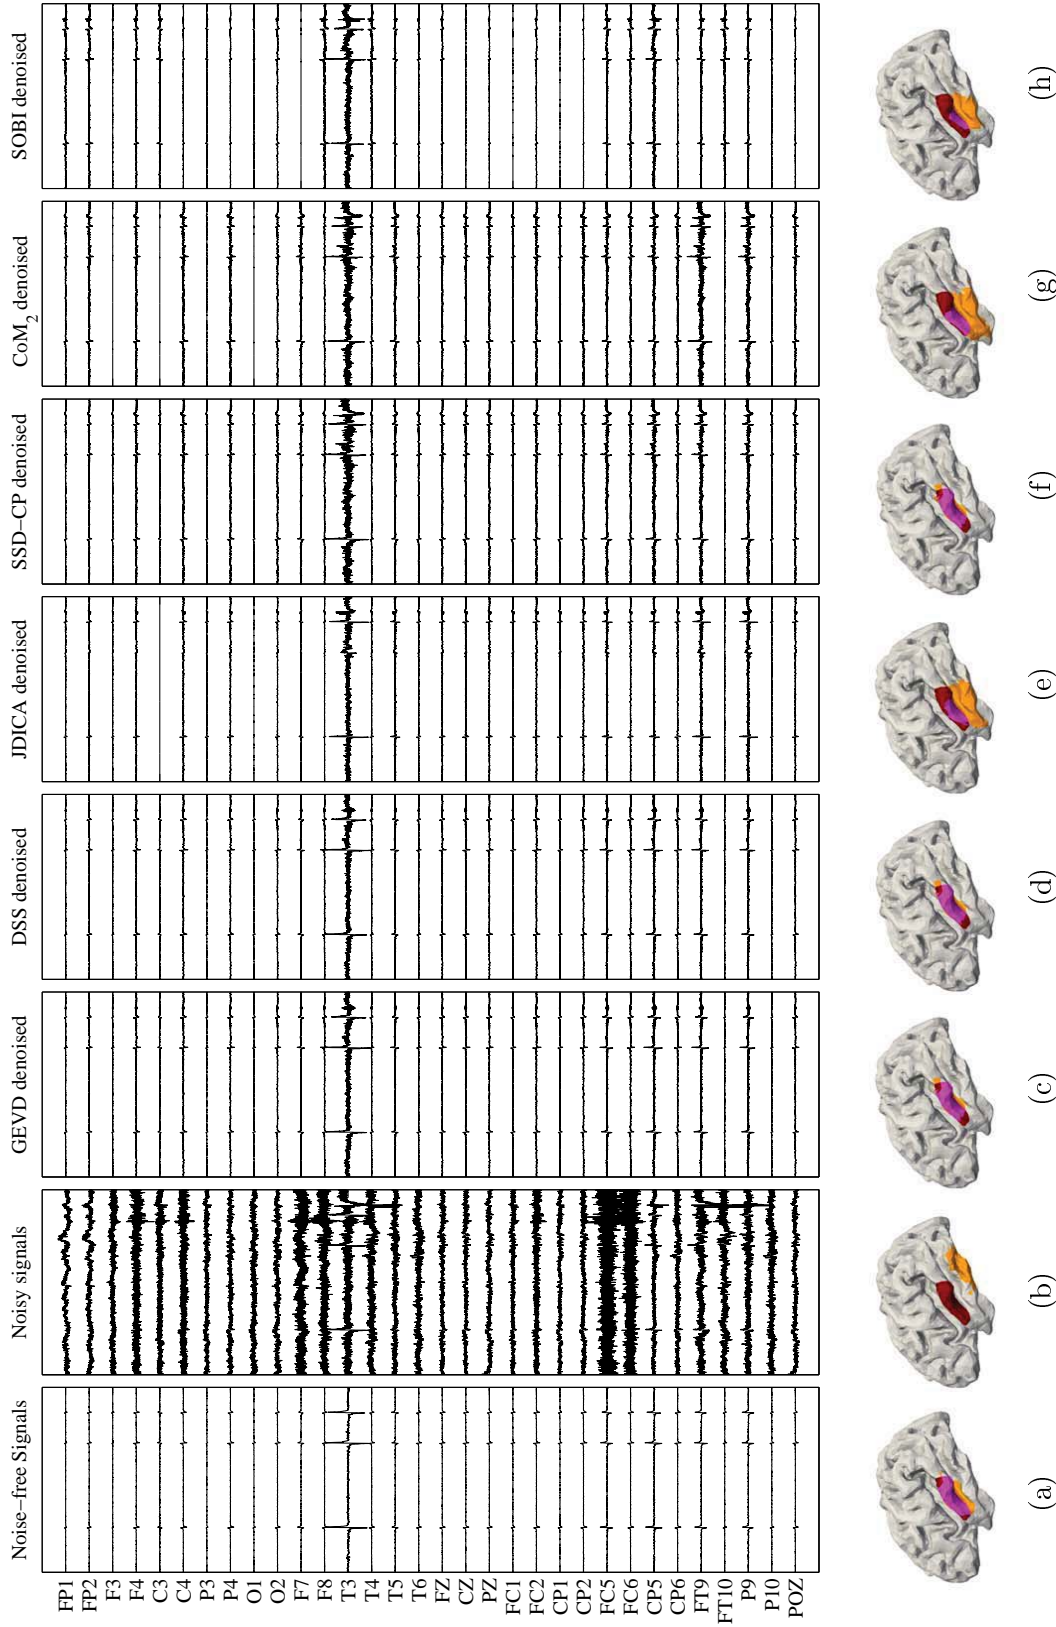 Noise−free Signals
Noisy signals
GEVD denoised
DSS denoised
JDICA denoised
SSD−CP denoised
CoM2 denoised
SOBI denoised
FP1
FP2
F3
F4
C3
C4
P3
P4
O1
O2
F7
F8
T3
T4
T5
T6
FZ
CZ
PZ
FC1
FC2
CP1
CP2
FC5
FC6
CP5
CP6
FT9
FT10
P9
P10
POZ
(a)
(b)
(c)
(d)
(e)
(f)
(g)
(h)